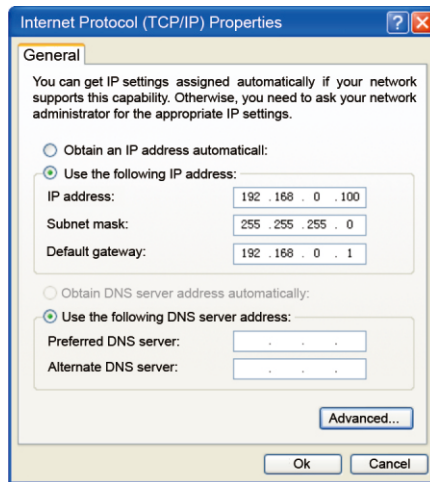 Internet Protocol (TCP/IP) Properties
General
You can get IP settings assigned automatically if your network
supports this capability. Otherwise, you need to ask your network
administrator for the appropriate IP settings.
Obtain an IP address automaticall:
Use the following IP address:
IP address: 192 . 168 . 0 . 100
Subnet mask: 255 . 255 . 255 . 0
Default gateway: 192 . 168 . 0 . 1
Obtain DNS server address automatically:
Use the following DNS server address:
Preferred DNS server: . . .
Alternate DNS server: . . .
Advanced...
Ok Cancel